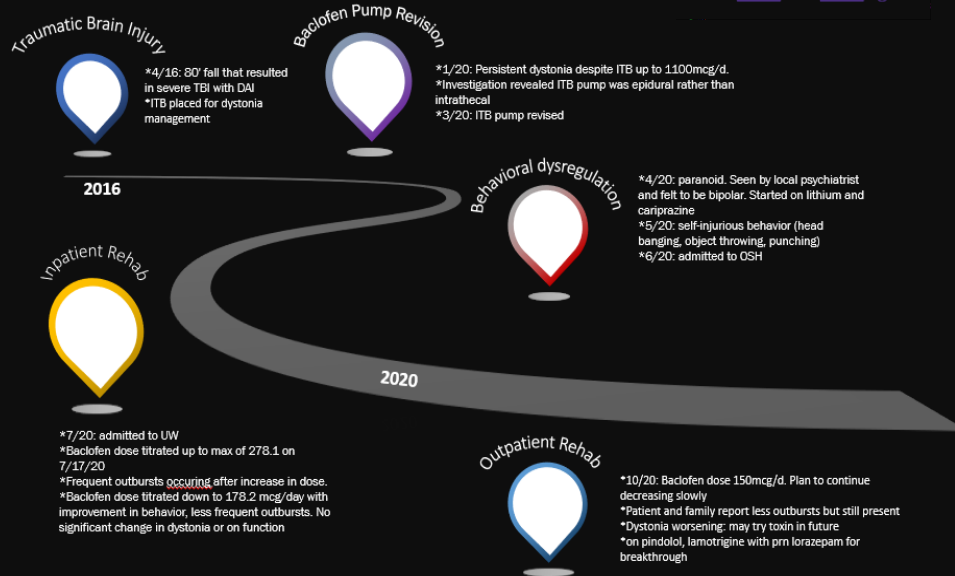 Traumatic Brain Injury
*4/16: 80' fall that resulted
in severe TBI with DAI
*ITB placed for dystonia
management
Baclofen Pump Revision
*1/20: Persistent dystonia despite ITB up to 1100mcg/d.
*Investigation revealed ITB pump was epidural rather than
intrathecal
*3/20: ITB pump revised
2016
Behavioral dysregulation
*4/20: paranoid. Seen by local psychiatrist
and felt to be bipolar. Started on lithium and
cariprazine
*5/20: self-injurious behavior (head
banging, object throwing, punching)
*6/20: admitted to OSH
Inpatient Rehab
*7/20: admitted to UW
*Baclofen dose titrated up to max of 278.1 on
7/17/20
*Frequent outbursts occuring after increase in dose.
*Baclofen dose titrated down to 178.2 mcg/day with
improvement in behavior, less frequent outbursts. No
significant change in dystonia or on function
2020
Outpatient Rehab
*10/20: Baclofen dose 150mcg/d. Plan to continue
decreasing slowly
*Patient and family report less outbursts but still present
*Dystonia worsening: may try toxin in future
*on pindolol, lamotrigine with prn lorazepam for
breakthrough